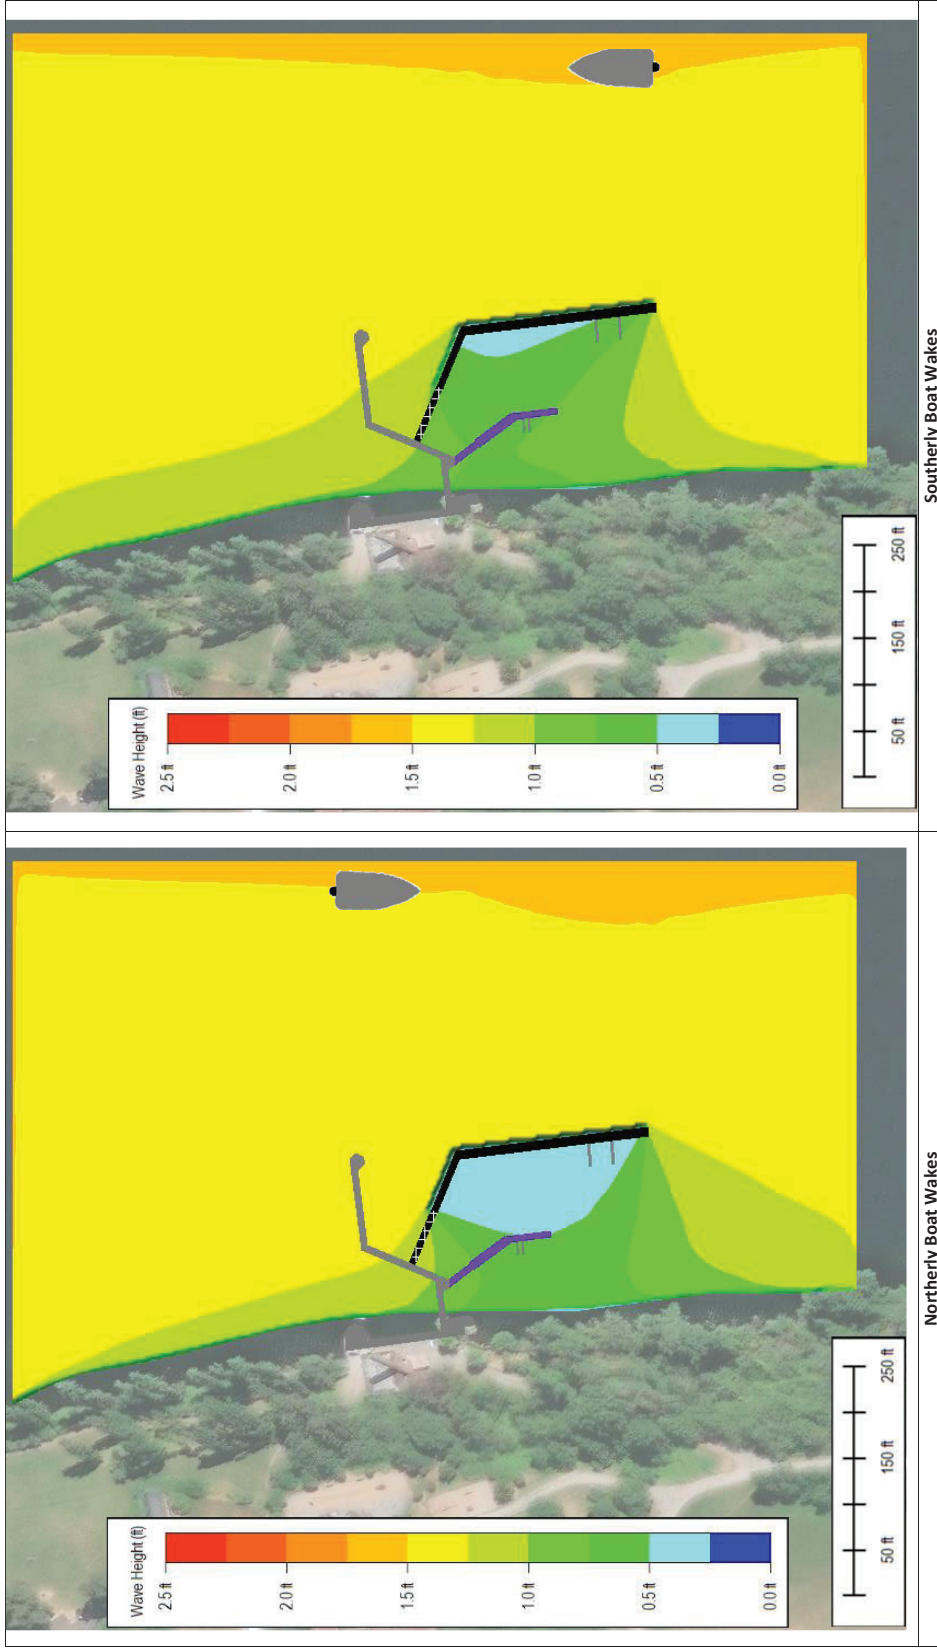 Wave Height (ft)
2.5 ft
2.0 ft
1.5 ft
1.0 ft
0.5 ft
0.0 ft
50 ft 150 ft 250 ft
Northerly Boat Wakes
Wave Height (ft)
2.5 ft
2.0 ft
1.5 ft
1.0 ft
0.5 ft
0.0 ft
50 ft 150 ft 250 ft
Southerly Boat Wakes